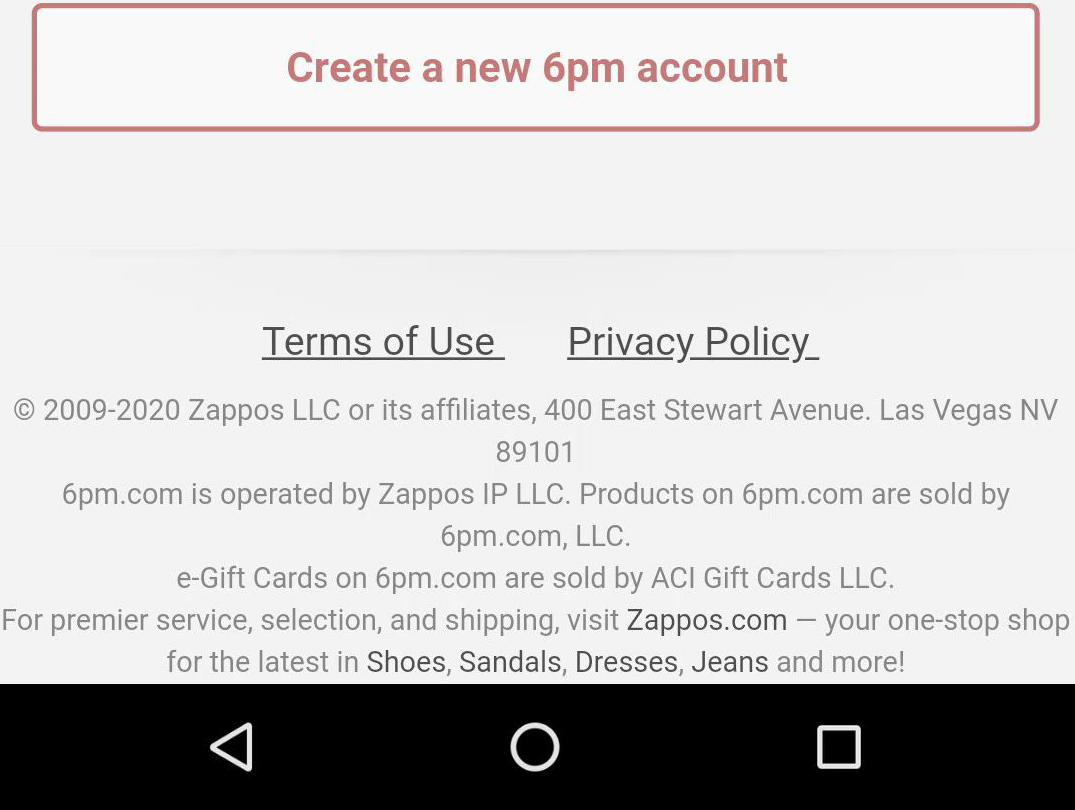 Create a new 6pm account
Terms of Use Privacy Policy
© 2009-2020 Zappos LLC or its affiliates, 400 East Stewart Avenue. Las Vegas NV
89101
6pm.com is operated by Zappos IP LLC. Products on 6pm.com are sold by
6pm.com, LLC.
e-Gift Cards on 6pm.com are sold by ACI Gift Cards LLC.
For premier service, selection, and shipping, visit Zappos.com — your one-stop shop
for the latest in Shoes, Sandals, Dresses, Jeans and more!